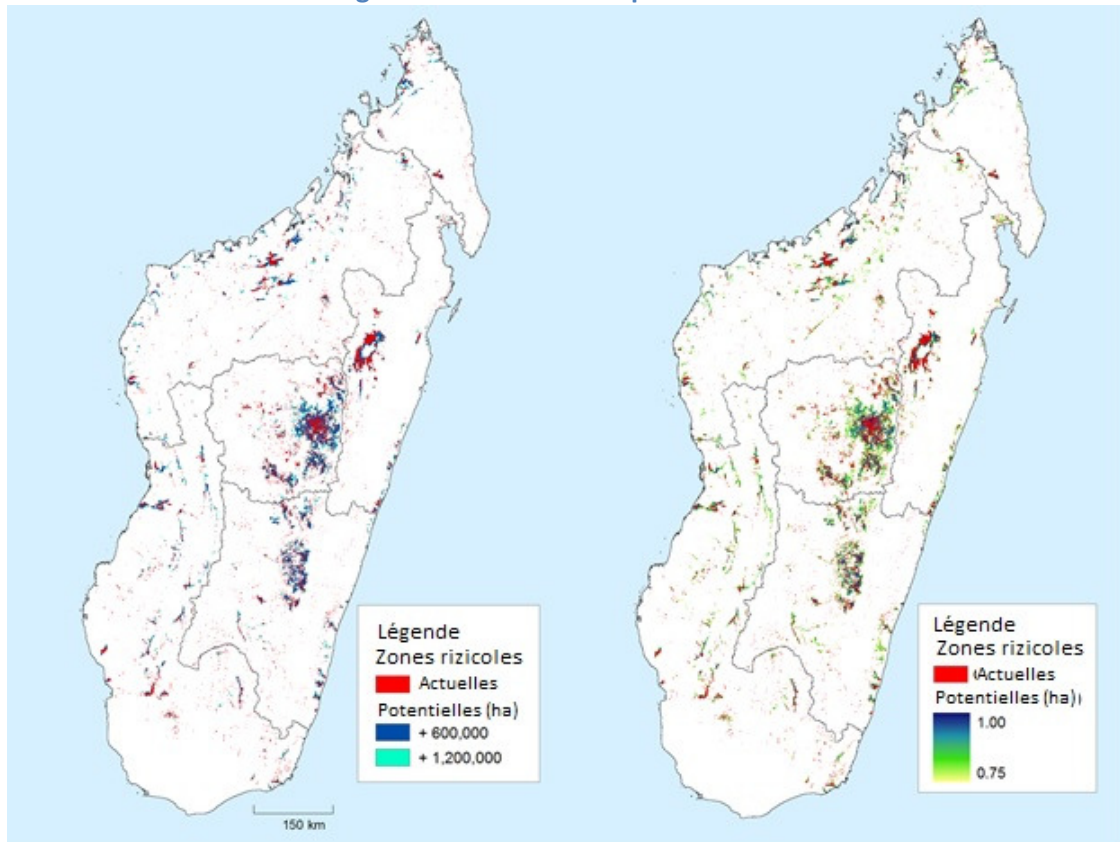 Légende
Zones rizicoles
Actuelles
Potentielles (ha)
+ 600,000
+ 1,200,000
150 km
Légende
Zones rizicoles
Actuelles
Potentielles (ha)
1.00
0.75